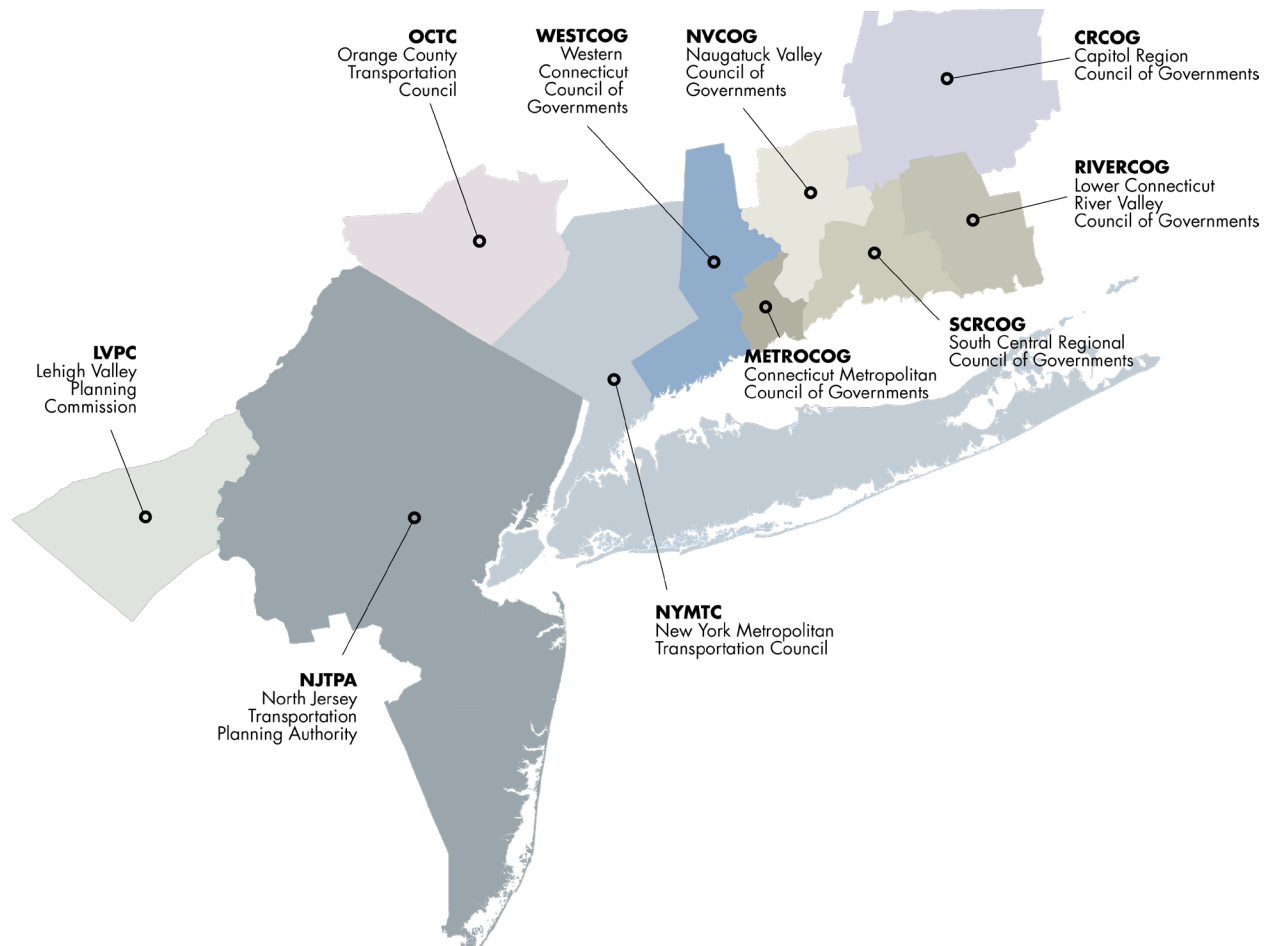 OCTC
Orange County
Transportation
Council
WESTCOG
Western
Connecticut
Council of
Governments
NVCOG
Naugatuck Valley
Council of
Governments
CRCOG
Capitol Region
Council of Governments
RIVERCOG
Lower Connecticut
River Valley
Council of Governments
SCRCOG
South Central Regional
Council of Governments
METROCOG
Connecticut Metropolitan
Council of Governments
LVPC
Lehigh Valley
Planning
Commission
NYMTC
New York Metropolitan
Transportation Council
NJTPA
North Jersey
Transportation
Planning Authority